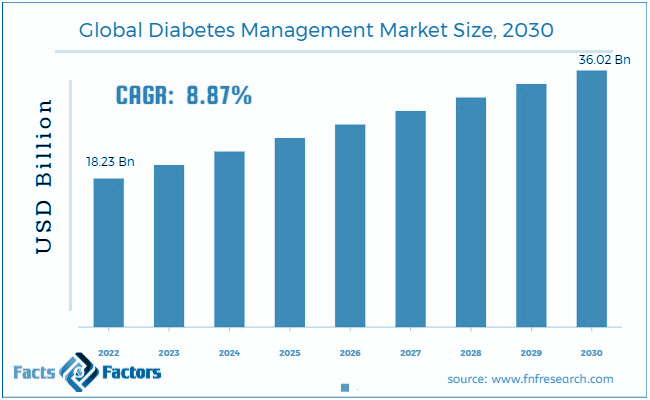 Global Diabetes Management Market Size, 2030
CAGR: 8.87%
36.02 Bn
18.23 Bn
USD Billion
2022 2023 2024 2025 2026 2027 2028 2029 2030
Facts & Factors
source: www.fnfresearch.com